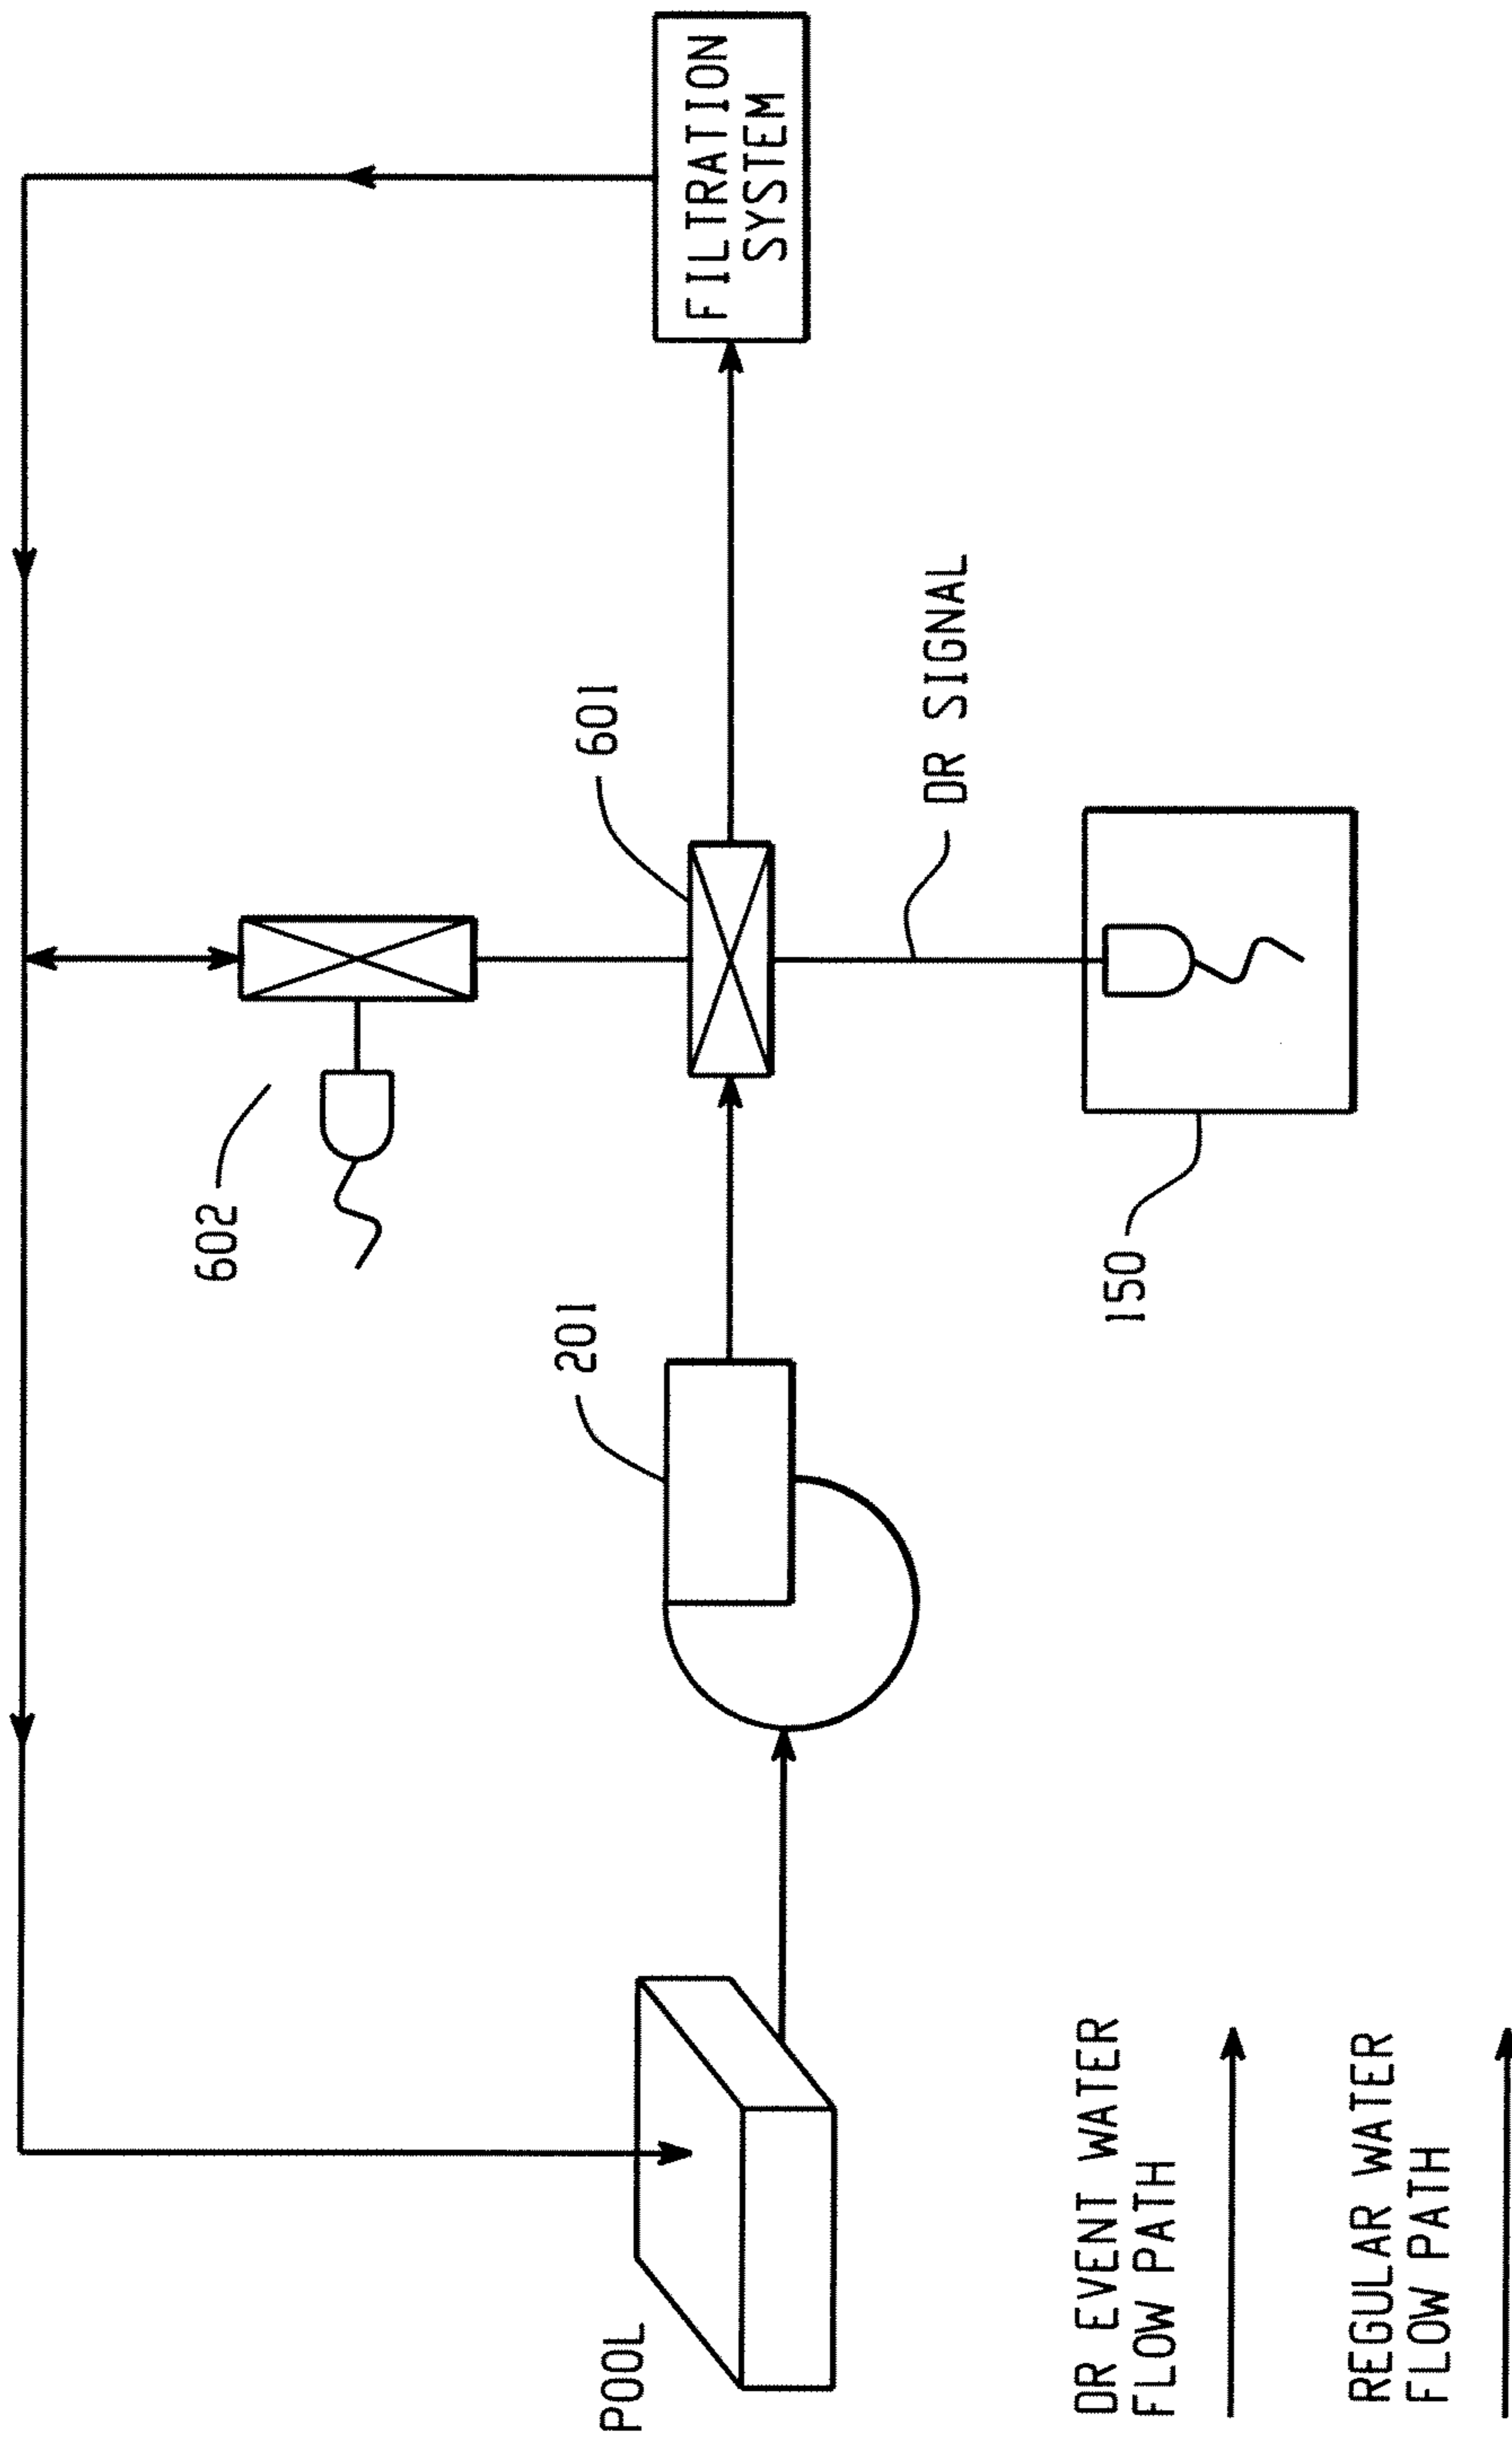 FILTRATION
SYSTEM
601
DR SIGNAL
602
201
150
POOL
DR EVENT WATER
FLOW PATH
REGULAR WATER
FLOW PATH